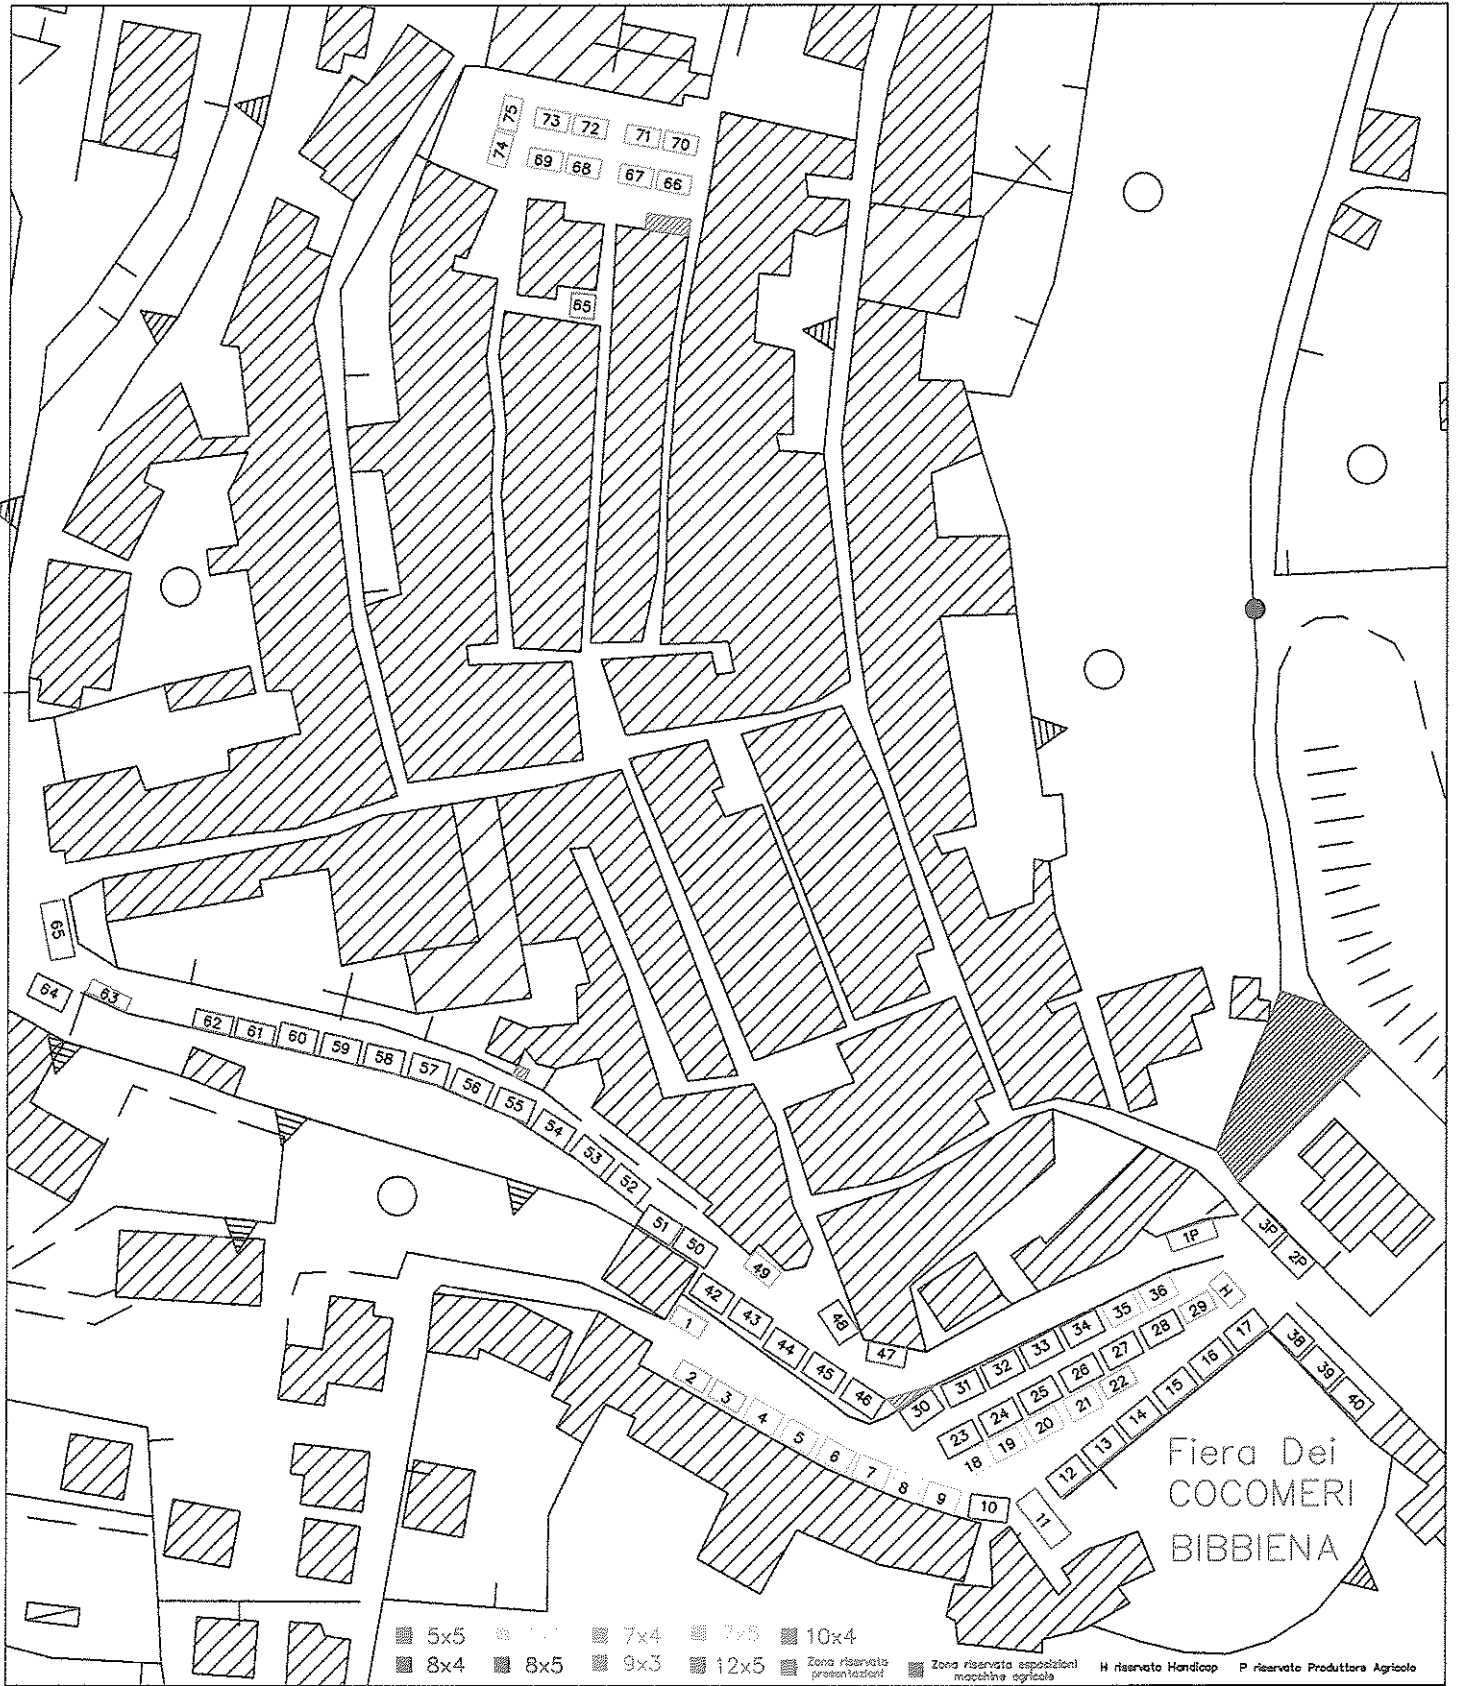 75 73 72 71 70
74 69 68 67 66
65
65
64 63
62 61 60 59 58 57 56 55 54 53 52
51 50 49
42 43 44 45 46
48
47
1
2 3 4 5 6 7 8 9 10 11
1P 3P 2P
H
30 31 32 33 34 35 36
23 24 25 26 27 28 29
18 19 20 21 22
12 13 14 15 16 17
38 39 40
Fiera Dei
COCOMERI
BIBBIENA
5x5 7x4 7x5 10x4
8x4 8x5 9x3 12x5 Zona riservata
presentazioni
Zona riservata esposizioni
macchine agricole
H riservato Handicap P riservato Produttore Agricolo